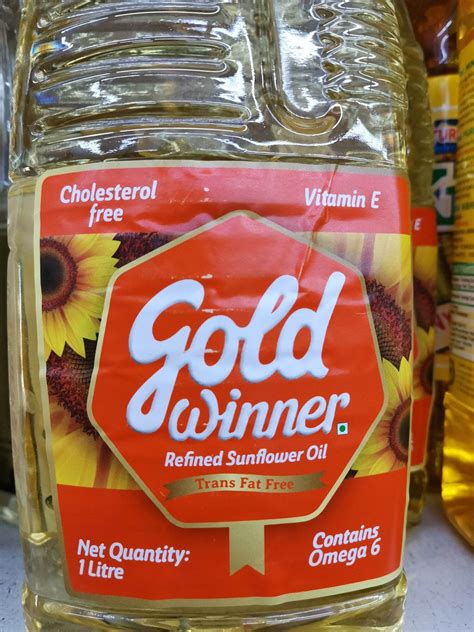 Cholesterol
free
Vitamin E
Gold
winner
Refined Sunflower Oil
Trans Fat Free
Net Quantity:
1 Litre
Contains
Omega 6